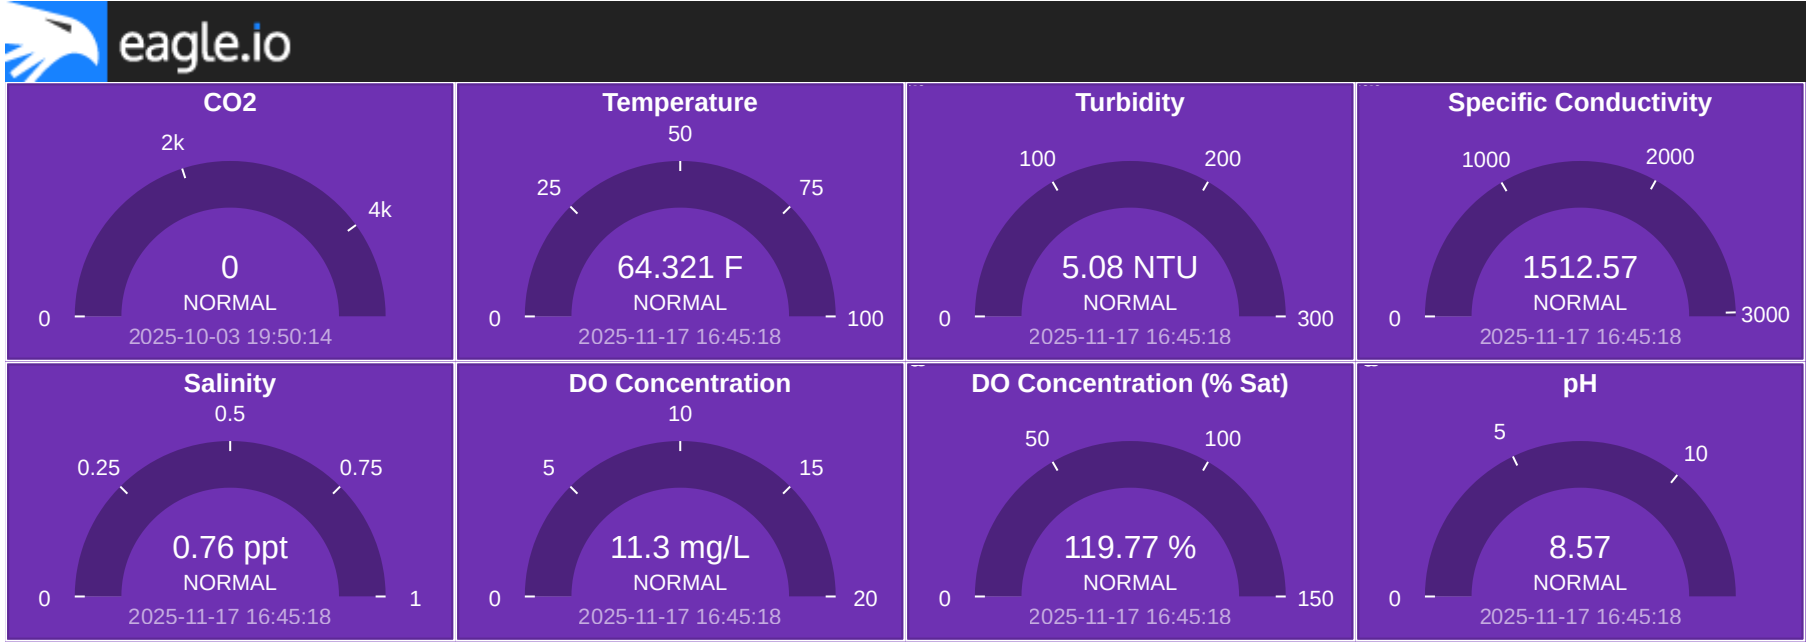 eagle.io
CO2
2k
4k
0
NORMAL
0
2025-10-03 19:50:14
Temperature
50
25
75
64.321 F
NORMAL
0
100
2025-11-17 16:45:18
Turbidity
100
200
5.08 NTU
NORMAL
0
300
2025-11-17 16:45:18
Specific Conductivity
1000
2000
1512.57
NORMAL
0
3000
2025-11-17 16:45:18
Salinity
0.5
0.25
0.75
0.76 ppt
NORMAL
0
1
2025-11-17 16:45:18
DO Concentration
10
5
15
11.3 mg/L
NORMAL
0
20
2025-11-17 16:45:18
DO Concentration (% Sat)
50
100
119.77 %
NORMAL
0
150
2025-11-17 16:45:18
pH
5
10
8.57
NORMAL
0
2025-11-17 16:45:18